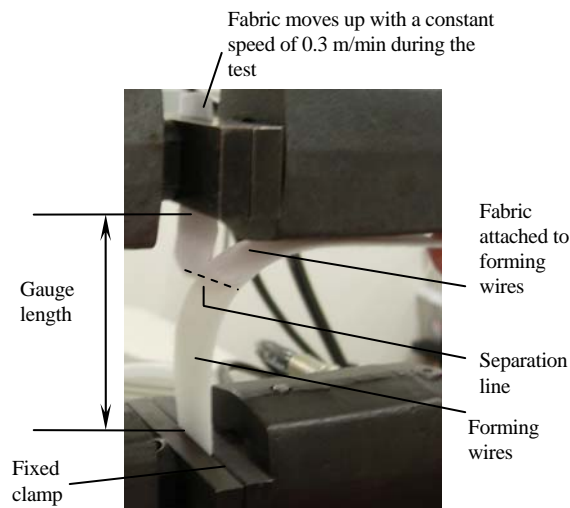 Fabric moves up with a constant
speed of 0.3 m/min during the
test
Fabric
attached to
forming
wires
Gauge
length
Separation
line
Forming
wires
Fixed
clamp